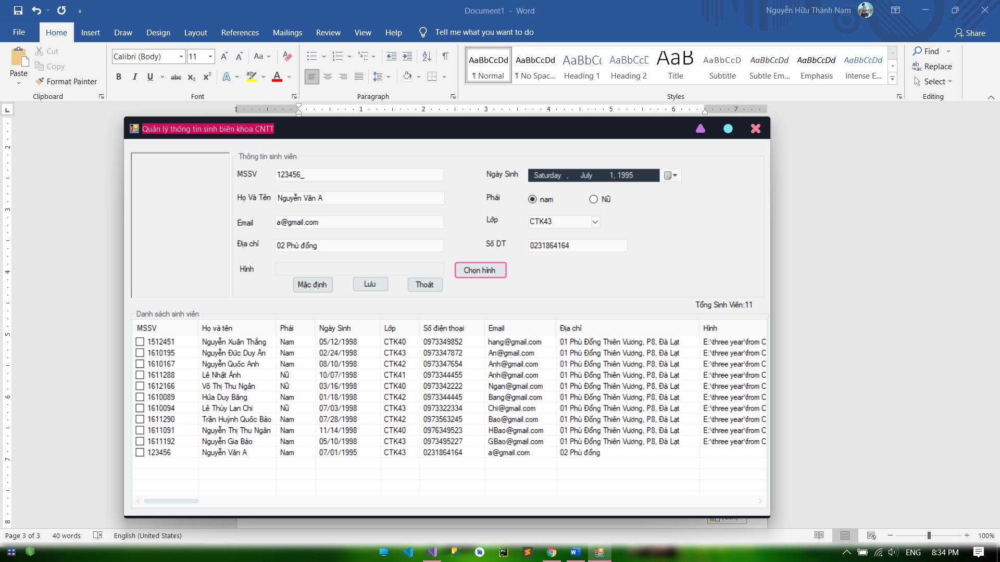 Document1 - Word
Nguyễn Hữu Thành Nam
File Home Insert Draw Design Layout References Mailings Review View Help Tell me what you want to do
Share
Paste
Cut
Copy
Format Painter
Clipboard
Calibri (Body) 11
Font
Paragraph
AaBbCcDd AaBbCcDd AaBbCc AaBbCcD AaB AaBbCcD AaBbCcDd AaBbCcDd AaBbCcDd
¶ Normal ¶ No Spac... Heading 1 Heading 2 Title Subtitle Subtle Em... Emphasis Intense E...
Styles
Find
Replace
Select
Editing
1 1 2 3 4 5 6 7
Quản lý thông tin sinh biên khoa CNTT
Thông tin sinh viên
MSSV 123456_
Ngày Sinh Saturday , July 1, 1995
Họ Và Tên Nguyễn Văn A
Phái nam Nữ
Email a@gmail.com
Lớp CTK43
Địa chỉ 02 Phù đổng
Số DT 0231864164
Hình
Chọn hình
Mặc định Lưu Thoát
Tổng Sinh Viên:11
Danh sách sinh viên
MSSV Họ và tên Phái Ngày Sinh Lớp Số điện thoại Email Địa chỉ Hình
1512451 Nguyễn Xuân Thắng Nam 05/12/1998 CTK40 0973349852 hang@gmail.com 01 Phù Đổng Thiên Vương, P8, Đà Lạt E:\three year\from C
1610195 Nguyễn Đức Duy Ân Nam 02/24/1998 CTK43 0973347872 An@gmail.com 01 Phù Đổng Thiên Vương, P8, Đà Lạt E:\three year\from C
1610167 Nguyễn Quốc Anh Nam 08/10/1998 CTK42 0973347654 Anh@gmail.com 01 Phù Đổng Thiên Vương, P8, Đà Lạt E:\three year\from C
1611288 Lê Nhật Ánh Nữ 10/07/1998 CTK41 0973344455 Anh@gmail.com 01 Phù Đổng Thiên Vương, P8, Đà Lạt E:\three year\from C
1612166 Võ Thị Thu Ngân Nữ 03/16/1998 CTK40 0973342222 Ngan@gmail.com 01 Phù Đổng Thiên Vương, P8, Đà Lạt E:\three year\from C
1610089 Hứa Duy Băng Nam 01/18/1998 CTK42 0973344445 Bang@gmail.com 01 Phù Đổng Thiên Vương, P8, Đà Lạt E:\three year\from C
1610094 Lê Thùy Lan Chi Nữ 07/03/1998 CTK43 0973322334 Chi@gmail.com 01 Phù Đổng Thiên Vương, P8, Đà Lạt E:\three year\from C
1611290 Trần Huỳnh Quốc Bảo Nam 07/28/1998 CTK42 0973563245 Bao@gmail.com 01 Phù Đổng Thiên Vương, P8, Đà Lạt E:\three year\from C
1611091 Nguyễn Thị Thu Ngân Nam 11/14/1998 CTK40 0976349523 HBao@gmail.com 01 Phù Đổng Thiên Vương, P8, Đà Lạt E:\three year\from C
1611192 Nguyễn Gia Bảo Nam 05/10/1998 CTK43 0973495227 GBao@gmail.com 01 Phù Đổng Thiên Vương, P8, Đà Lạt E:\three year\from C
123456 Nguyễn Văn A Nam 07/01/1995 CTK43 0231864164 a@gmail.com 02 Phù đổng
Page 3 of 3 40 words English (United States) 100%
ENG 8:34 PM